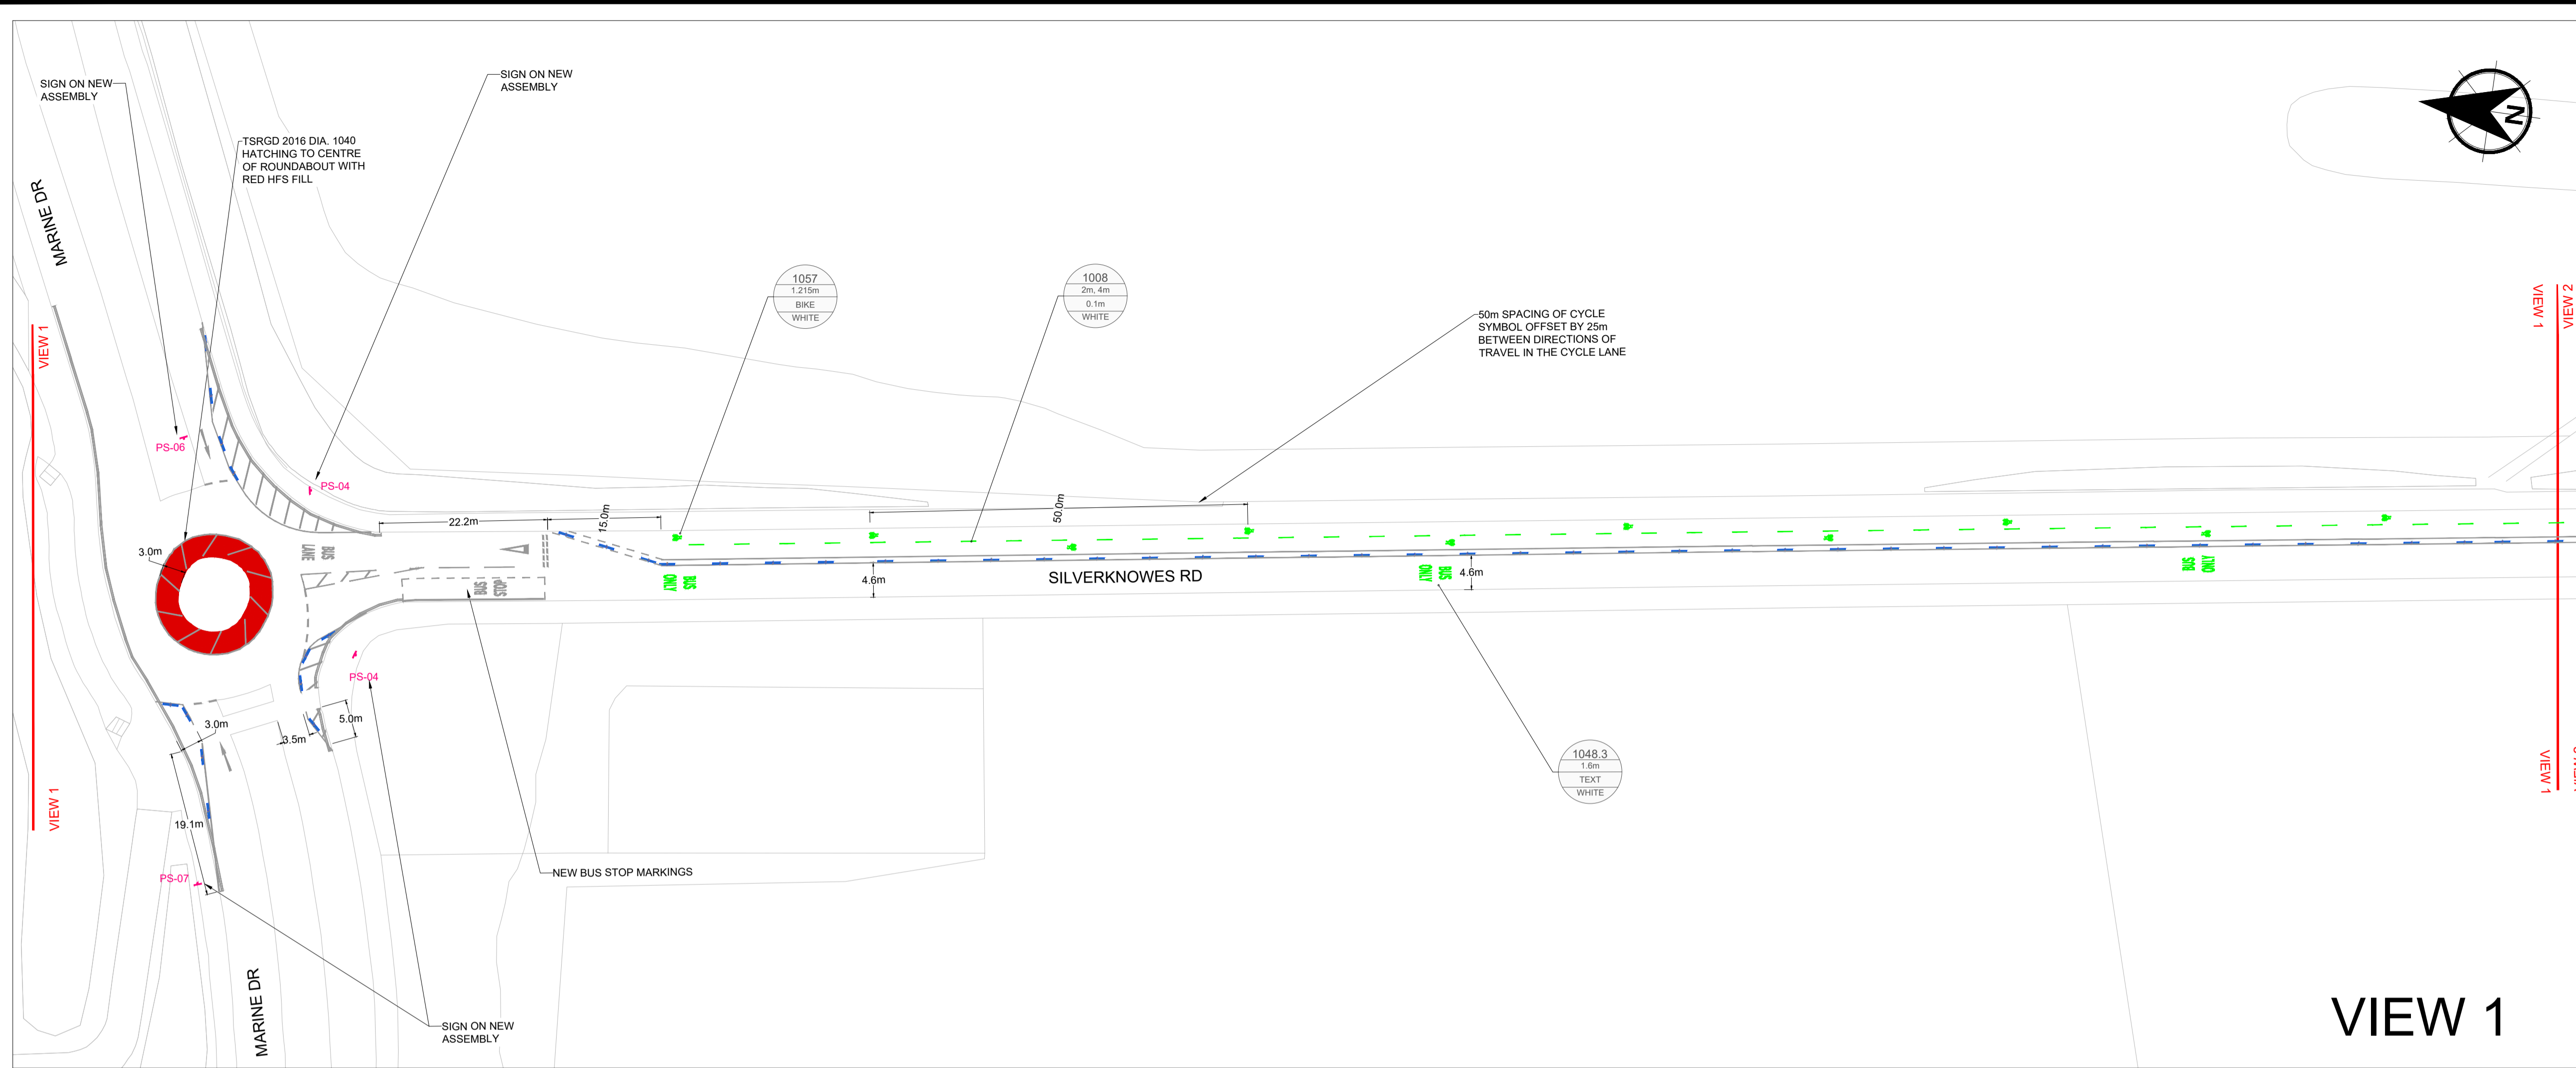 SIGN ON NEW
ASSEMBLY
SIGN ON NEW
ASSEMBLY
TSRGD 2016 DIA. 1040
HATCHING TO CENTRE
OF ROUNDABOUT WITH
RED HFS FILL
N
MARINE DR
1057
1.215m
BIKE
WHITE
1008
2m, 4m
0.1m
WHITE
50m SPACING OF CYCLE
SYMBOL OFFSET BY 25m
BETWEEN DIRECTIONS OF
TRAVEL IN THE CYCLE LANE
VIEW 1
VIEW 1
VIEW 2
PS-06
PS-04
22.2m
15.0m
50.0m
3.0m
BUS
LANE
BUS
STOP
BUS
ONLY
4.6m
SILVERKNOWES RD
BUS
ONLY
4.6m
BUS
ONLY
PS-04
3.0m
5.0m
3.5m
1048.3
1.6m
TEXT
WHITE
VIEW 1
VIEW 1
19.1m
PS-07
NEW BUS STOP MARKINGS
MARINE DR
SIGN ON NEW
ASSEMBLY
VIEW 1